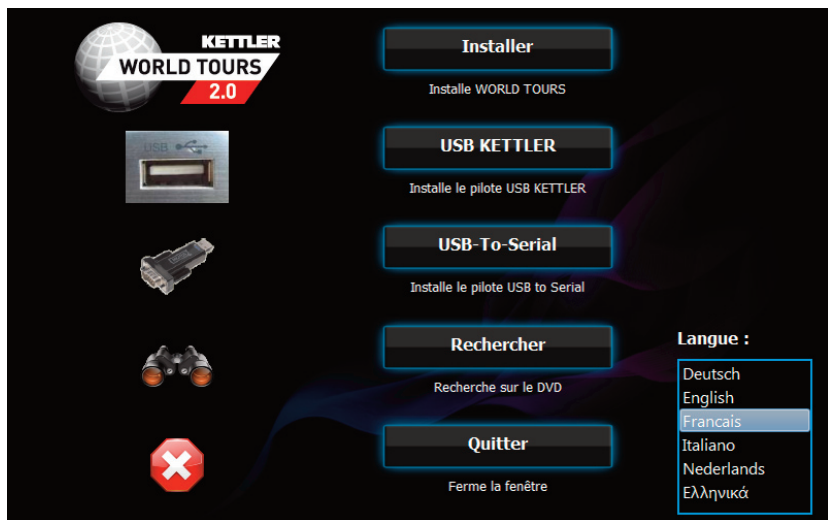 KETTLER
WORLD TOURS
2.0
Installer
Installe WORLD TOURS
USB
USB KETTLER
Installe le pilote USB KETTLER
USB-To-Serial
Installe le pilote USB to Serial
Rechercher
Recherche sur le DVD
Quitter
Ferme la fenêtre
Langue :
Deutsch
English
Francais
Italiano
Nederlands
Ελληνικά